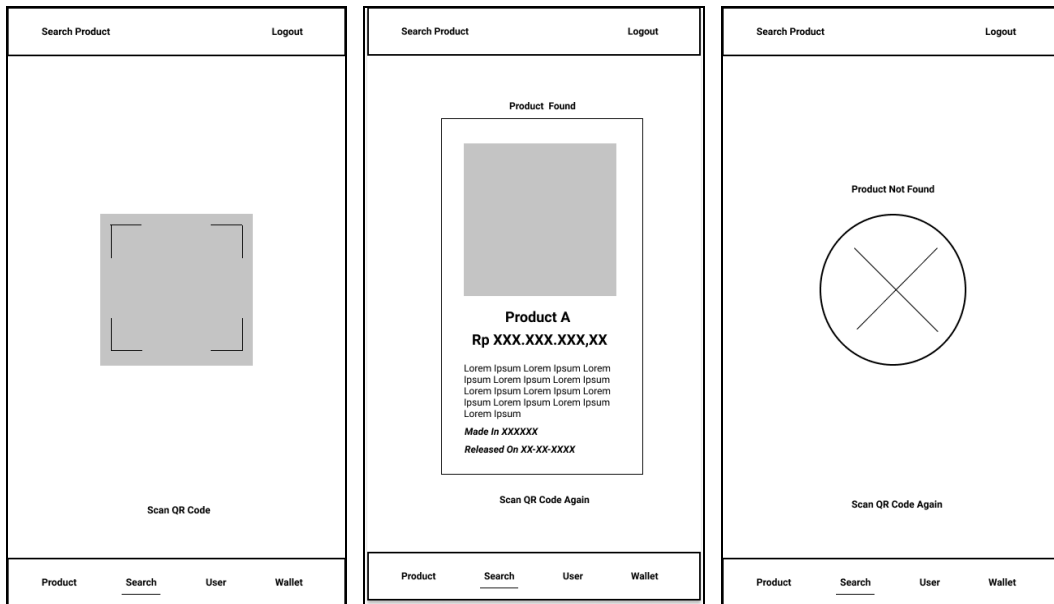 Search Product
Logout
Scan QR Code
Product
Search
User
Wallet
Search Product
Logout
Product Found
Product A
Rp XXX.XXX.XXX,XX
Lorem Ipsum Lorem Ipsum Lorem
Ipsum Lorem Ipsum Lorem Ipsum
Lorem Ipsum Lorem Ipsum Lorem
Ipsum Lorem Ipsum Lorem Ipsum
Lorem Ipsum
Made In XXXXXX
Released On XX-XX-XXXX
Scan QR Code Again
Product
Search
User
Wallet
Search Product
Logout
Product Not Found
Scan QR Code Again
Product
Search
User
Wallet